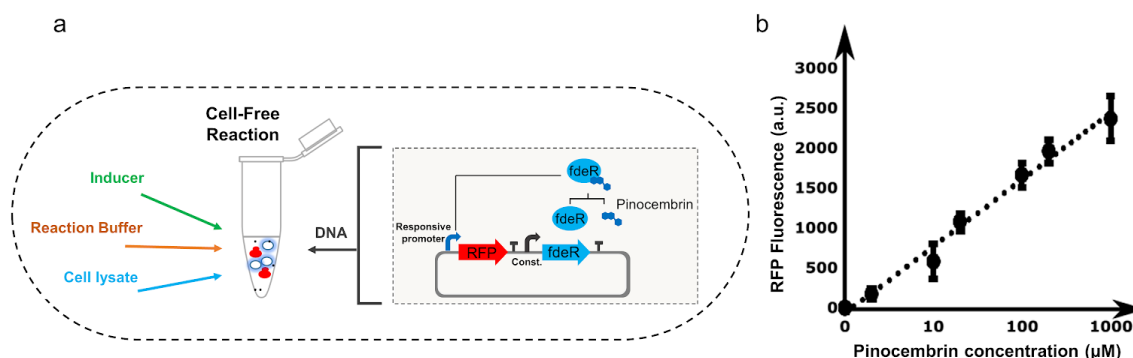 a
Cell-Free
Reaction
Inducer
Reaction Buffer
Cell lysate
DNA
fdeR
Pinocembrin
fdeR
Responsive
promoter
RFP
Const.
fdeR
b
RFP Fluorescence (a.u.)
3000
2500
2000
1500
1000
500
0
0 10 100 1000
Pinocembrin concentration (µM)